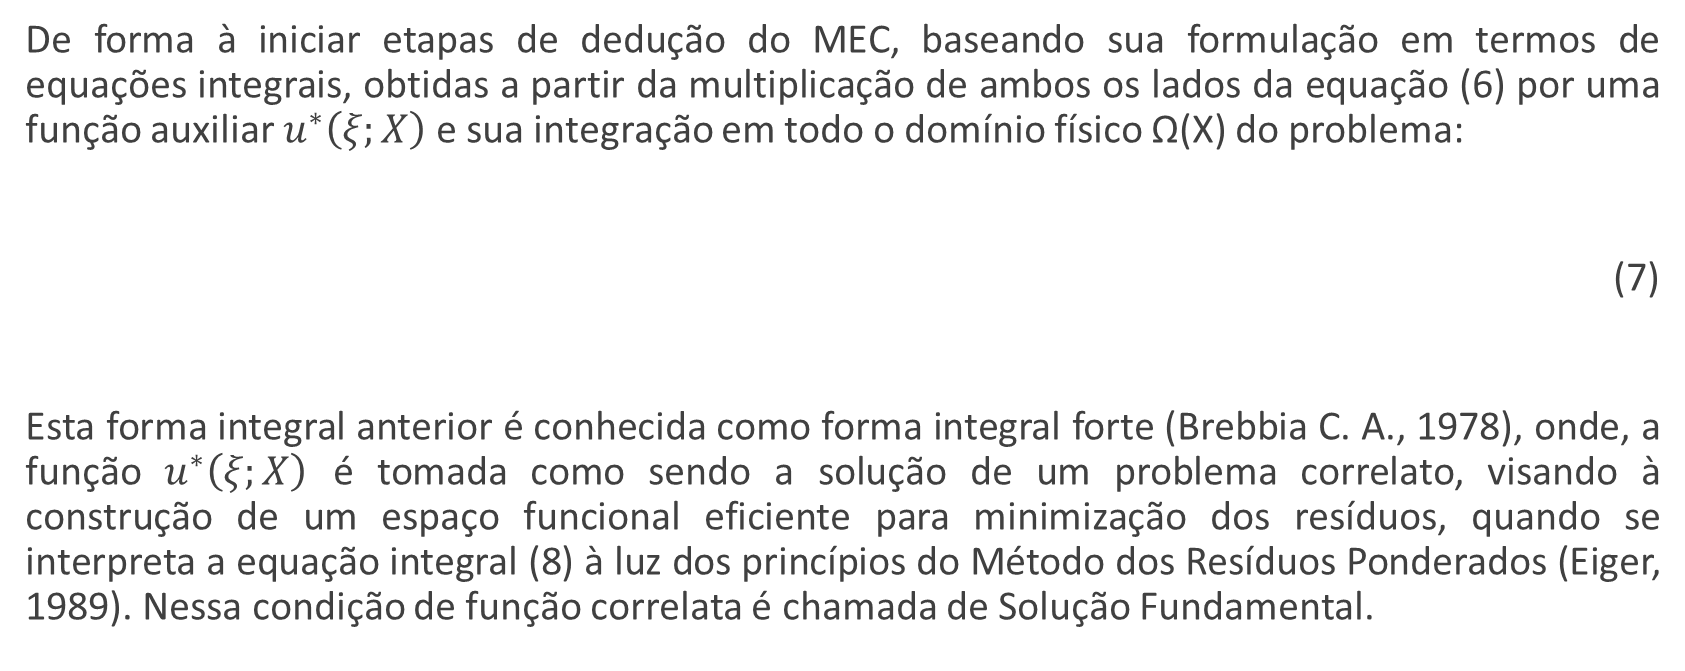 De forma à iniciar etapas de dedução do MEC, baseando sua formulação em termos de
equações integrais, obtidas a partir da multiplicação de ambos os lados da equação (6) por uma
função auxiliar u*(ξ; X) e sua integração em todo o domínio físico Ω(X) do problema:
(7)
Esta forma integral anterior é conhecida como forma integral forte (Brebbia C. A., 1978), onde, a
função u*(ξ; X) é tomada como sendo a solução de um problema correlato, visando à
construção de um espaço funcional eficiente para minimização dos resíduos, quando se
interpreta a equação integral (8) à luz dos princípios do Método dos Resíduos Ponderados (Eiger,
1989). Nessa condição de função correlata é chamada de Solução Fundamental.